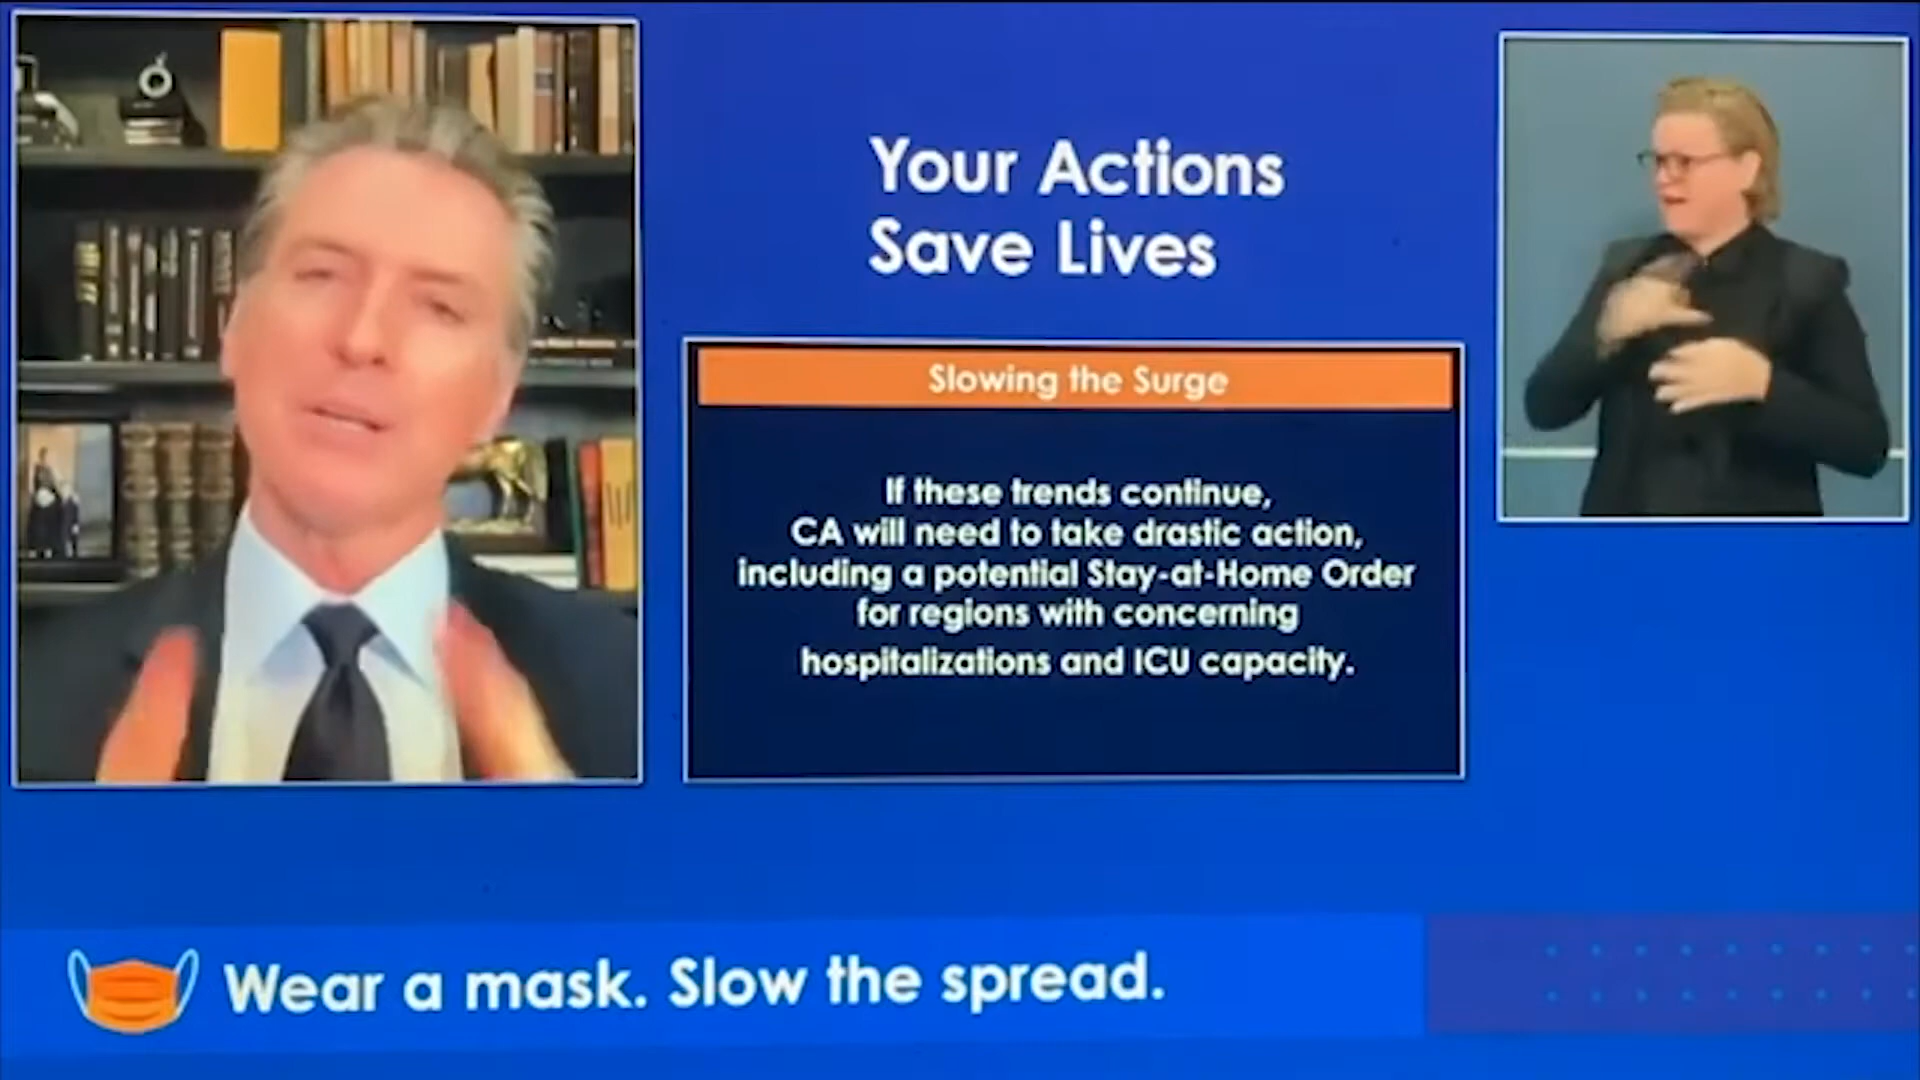 Your Actions
Save Lives
Slowing the Surge
If these trends continue,
CA will need to take drastic action,
including a potential Stay-at-Home Order
for regions with concerning
hospitalizations and ICU capacity.
Wear a mask. Slow the spread.